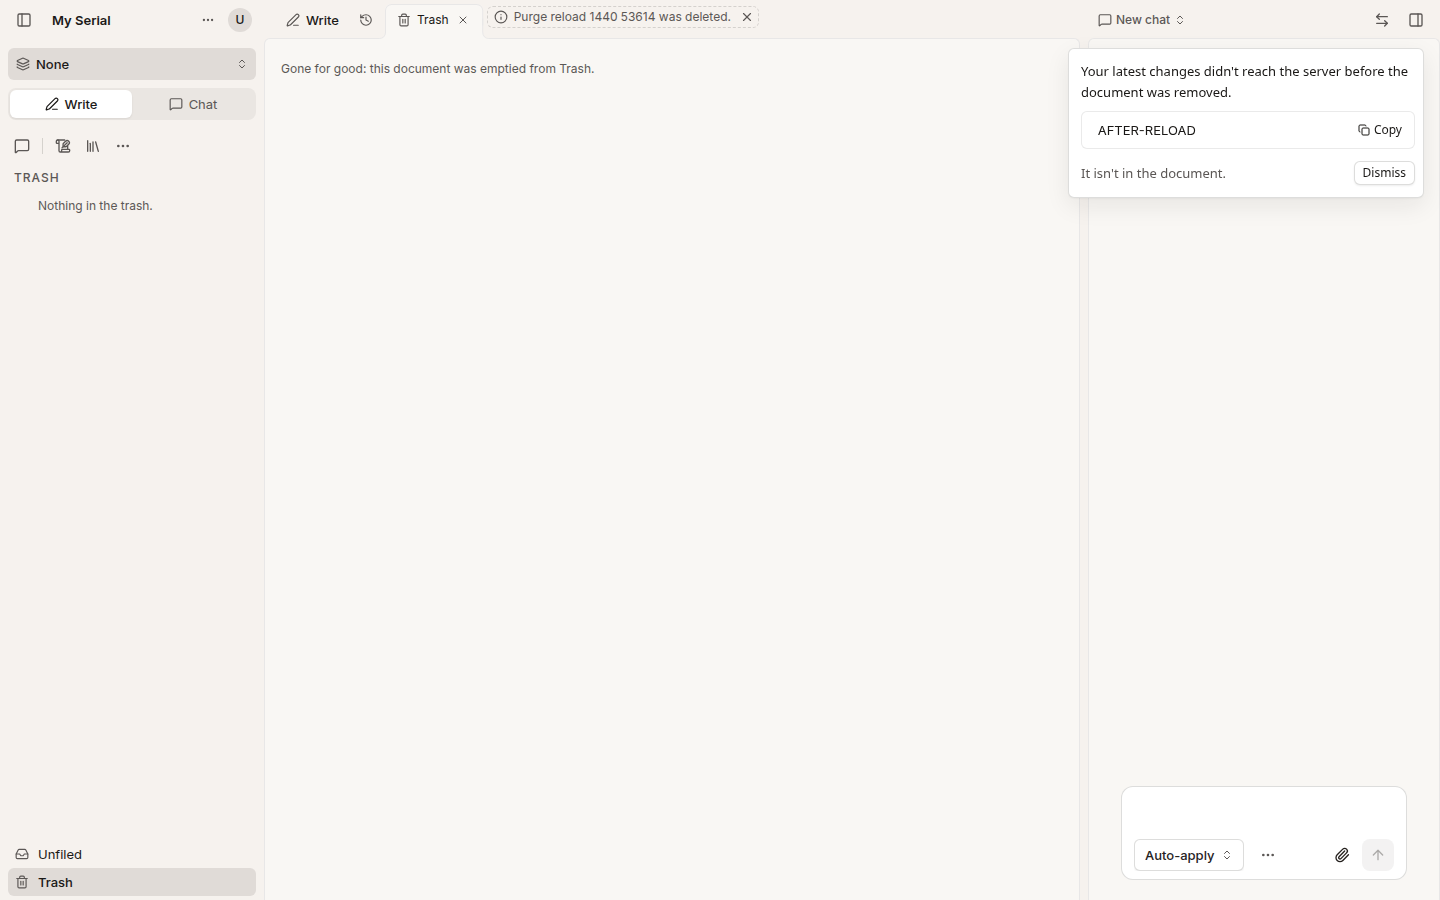 My Serial
U
Write
Trash
Purge reload 1440 53614 was deleted.
New chat
None
Write
Chat
TRASH
Nothing in the trash.
Gone for good: this document was emptied from Trash.
Your latest changes didn't reach the server before the
document was removed.
AFTER-RELOAD
Copy
It isn't in the document.
Dismiss
Unfiled
Trash
Auto-apply